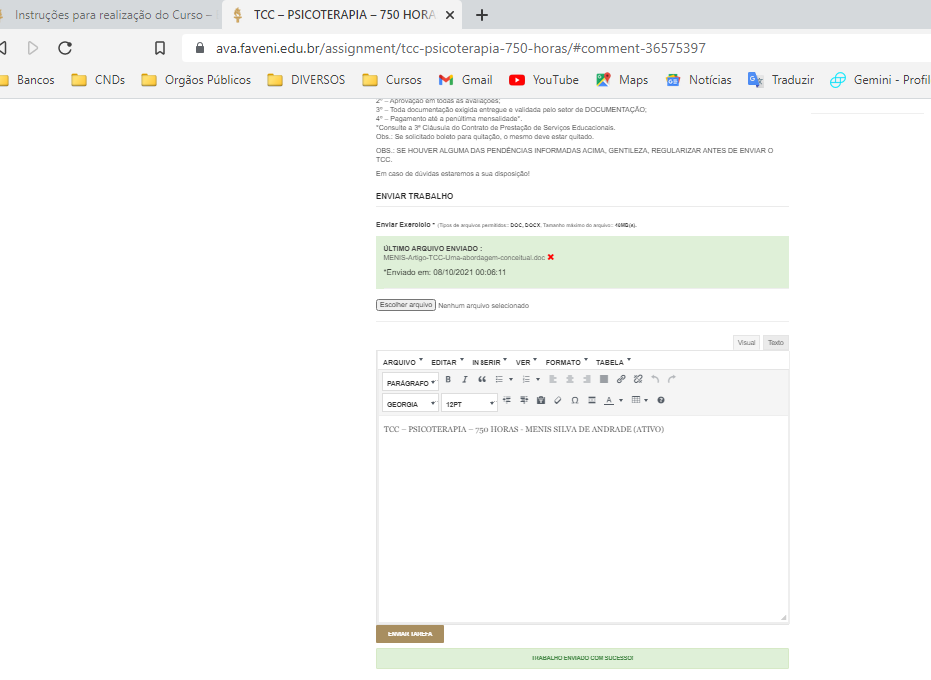 Instruções para realização do Curso –
TCC – PSICOTERAPIA – 750 HORA
ava.faveni.edu.br/assignment/tcc-psicoterapia-750-horas/#comment-36575397
Bancos CNDs Orgãos Públicos DIVERSOS Cursos Gmail YouTube Maps Notícias Traduzir Gemini - Profil
2º – Aprovação em todas as avaliações;
3º – Toda documentação exigida entregue e validada pelo setor de DOCUMENTAÇÃO;
4º – Pagamento até a penúltima mensalidade*.
*Consulte a 3ª Cláusula do Contrato de Prestação de Serviços Educacionais.
Obs.: Se solicitado boleto para quitação, o mesmo deve estar quitado.
OBS.: SE HOUVER ALGUMA DAS PENDÊNCIAS INFORMADAS ACIMA, GENTILEZA, REGULARIZAR ANTES DE ENVIAR O
TCC.
Em caso de dúvidas estaremos a sua disposição!
ENVIAR TRABALHO
Enviar Exercício * (Tipos de arquivos permitidos:: DOC, DOCX, Tamanho máximo do arquivo:: 40MB(s).
ÚLTIMO ARQUIVO ENVIADO :
MENIS-Artigo-TCC-Uma-abordagem-conceitual.doc
*Enviado em: 08/10/2021 00:06:11
Escolher arquivo Nenhum arquivo selecionado
Visual Texto
ARQUIVO EDITAR INSERIR VER FORMATO TABELA
PARÁGRAFO B I
GEORGIA 12PT Ω A
TCC – PSICOTERAPIA – 750 HORAS - MENIS SILVA DE ANDRADE (ATIVO)
ENVIAR TAREFA
TRABALHO ENVIADO COM SUCESSO!